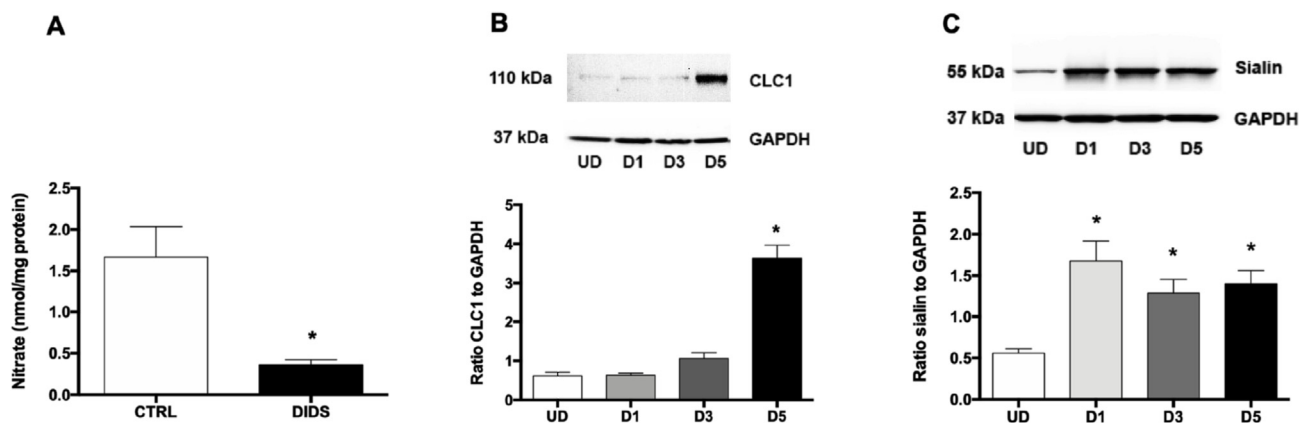 A
Nitrate (nmol/mg protein)
2.5
2.0
1.5
1.0
0.5
0.0
*
CTRL DIDS
B
110 kDa CLC1
37 kDa GAPDH
UD D1 D3 D5
Ratio CLC1 to GAPDH
5
4
3
2
1
0
*
UD D1 D3 D5
C
55 kDa Sialin
37 kDa GAPDH
UD D1 D3 D5
Ratio sialin to GAPDH
2.5
2.0
1.5
1.0
0.5
0.0
* * *
UD D1 D3 D5